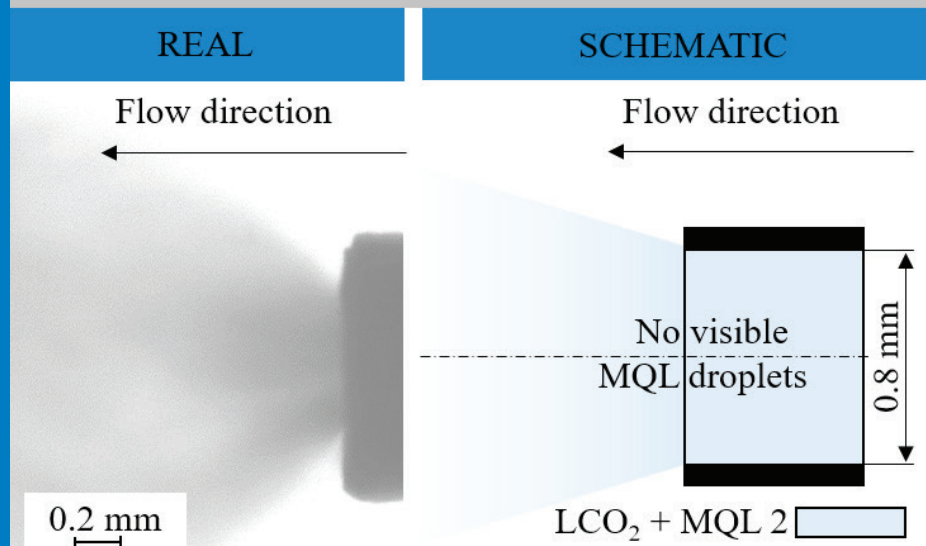 REAL
SCHEMATIC
Flow direction
Flow direction
No visible
MQL droplets
0.8 mm
0.2 mm
LCO₂ + MQL 2